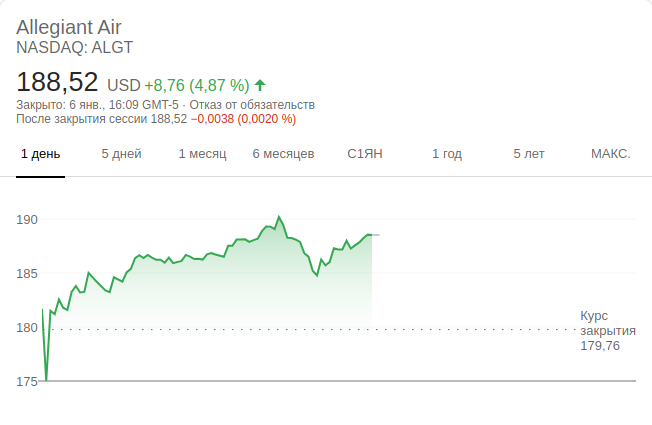 Allegiant Air
NASDAQ: ALGT
188,52 USD +8,76 (4,87 %)
Закрыто: 6 янв., 16:09 GMT-5 · Отказ от обязательств
После закрытия сессии 188,52 −0,0038 (0,0020 %)
1 день 5 дней 1 месяц 6 месяцев С1ЯН 1 год 5 лет МАКС.
190
185
180
175
Курс
закрытия
179,76